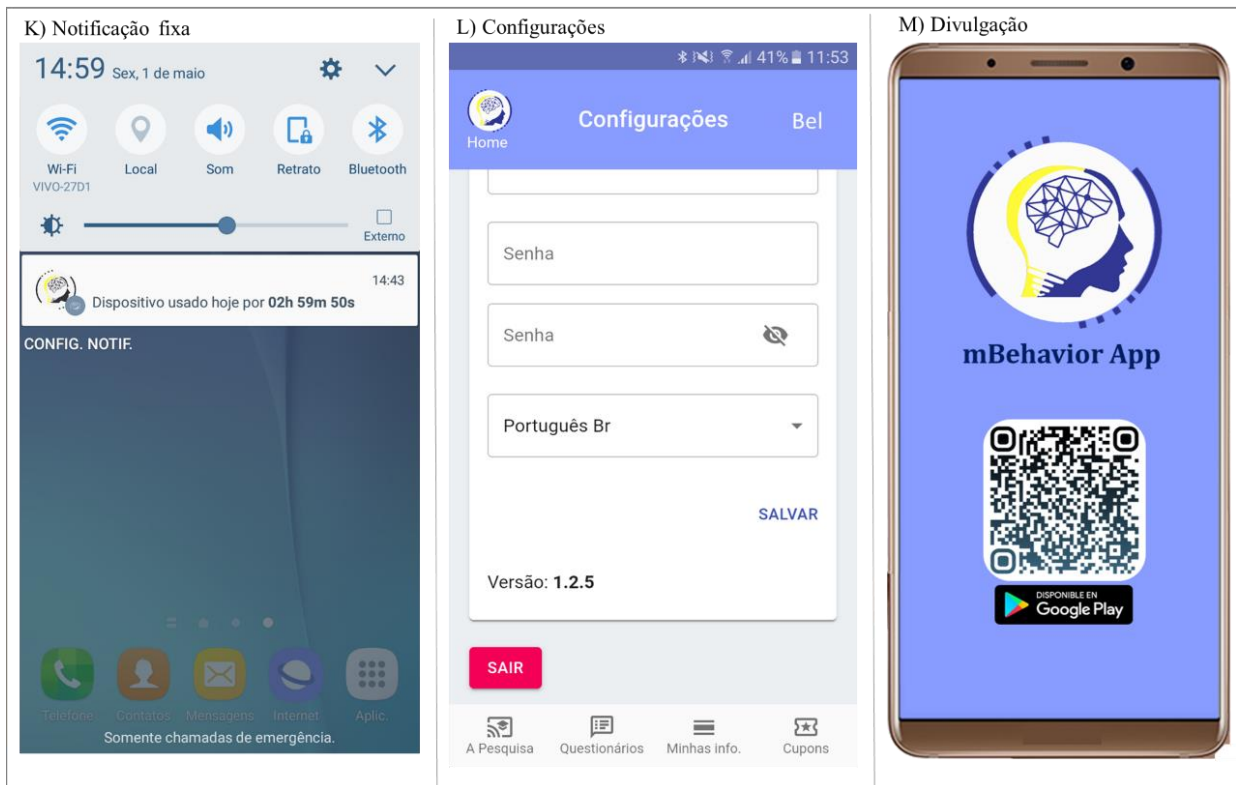 K) Notificação fixa
14:59 Sex, 1 de maio
Wi-Fi
VIVO-27D1
Local
Som
Retrato
Bluetooth
Externo
14:43
Dispositivo usado hoje por 02h 59m 50s
CONFIG. NOTIF.
Telefone Contatos Mensagens Internet Aplic.
Somente chamadas de emergência.
L) Configurações
41% 11:53
Home
Configurações
Bel
Senha
Senha
Português Br
SALVAR
Versão: 1.2.5
SAIR
A Pesquisa Questionários Minhas info. Cupons
M) Divulgação
mBehavior App
DISPONIBLE EN
Google Play